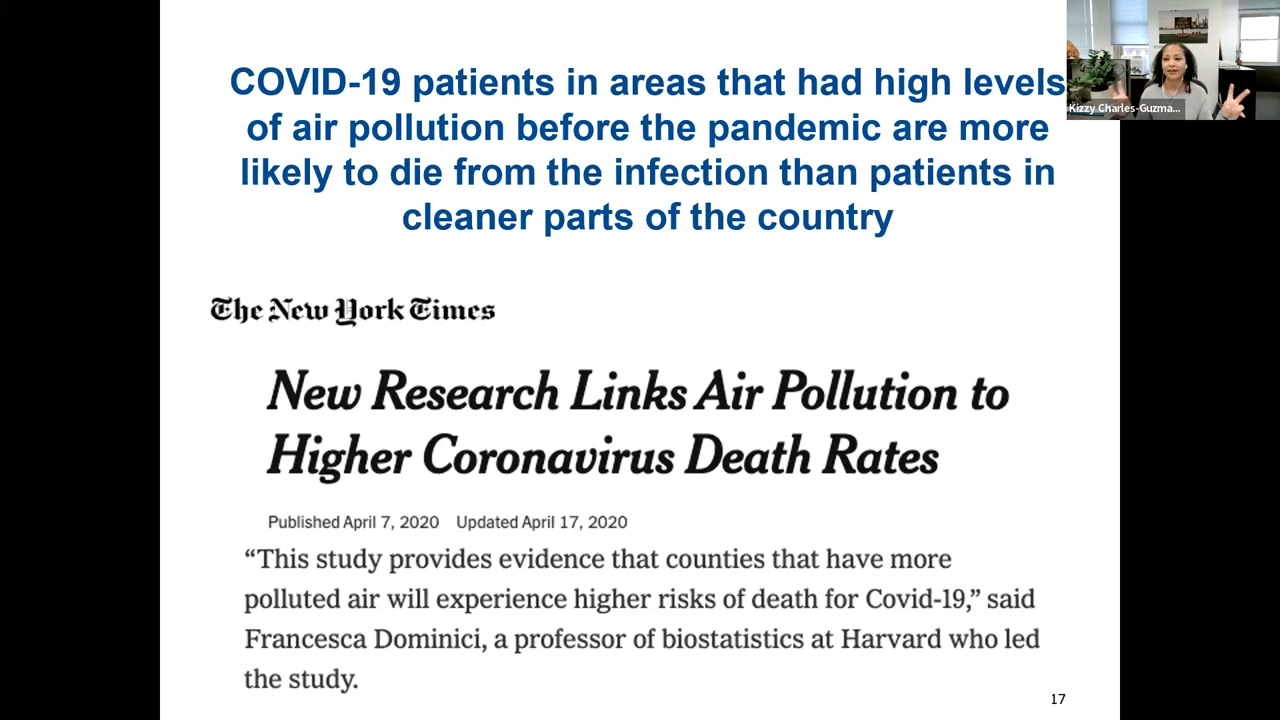 COVID-19 patients in areas that had high levels
of air pollution before the pandemic are more
likely to die from the infection than patients in
cleaner parts of the country
Kizzy Charles-Guzma...
The New York Times
New Research Links Air Pollution to
Higher Coronavirus Death Rates
Published April 7, 2020 Updated April 17, 2020
“This study provides evidence that counties that have more
polluted air will experience higher risks of death for Covid-19,” said
Francesca Dominici, a professor of biostatistics at Harvard who led
the study.
17